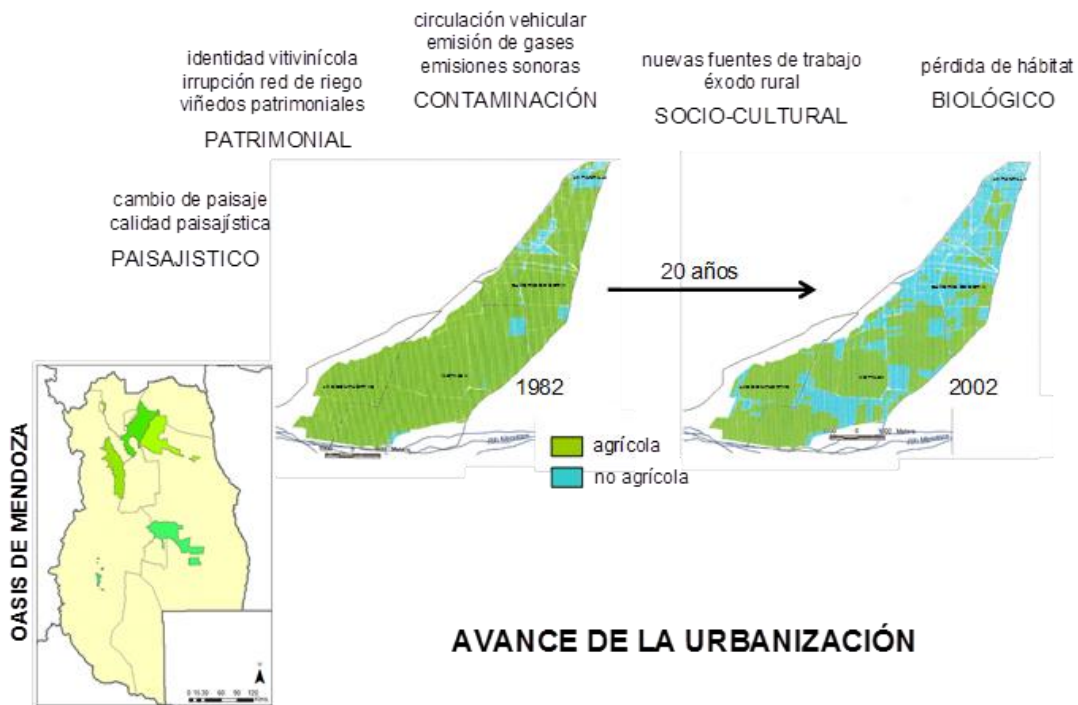 circulación vehicular
emisión de gases
emisiones sonoras
CONTAMINACIÓN
identidad vitivinícola
irrupción red de riego
viñedos patrimoniales
PATRIMONIAL
nuevas fuentes de trabajo
éxodo rural
SOCIO-CULTURAL
pérdida de hábitat
BIOLÓGICO
cambio de paisaje
calidad paisajística
PAISAJISTICO
20 años
1982
2002
agrícola
no agrícola
OASIS DE MENDOZA
AVANCE DE LA URBANIZACIÓN